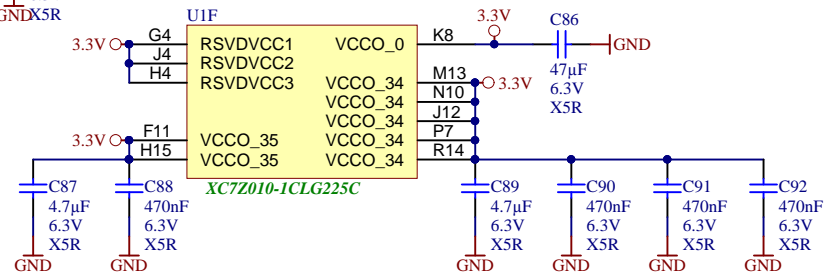 GND X5R
U1F
3.3V
G4 RSVDVCC1
J4 RSVDVCC2
H4 RSVDVCC3
3.3V
F11 VCCO_35
H15 VCCO_35
VCCO_0 K8
VCCO_34 M13
VCCO_34 N10
VCCO_34 J12
VCCO_34 P7
VCCO_34 R14
XC7Z010-1CLG225C
3.3V
C86
47µF
6.3V
X5R
GND
3.3V
C87
4.7µF
6.3V
X5R
GND
C88
470nF
6.3V
X5R
GND
C89
4.7µF
6.3V
X5R
GND
C90
470nF
6.3V
X5R
GND
C91
470nF
6.3V
X5R
GND
C92
470nF
6.3V
X5R
GND